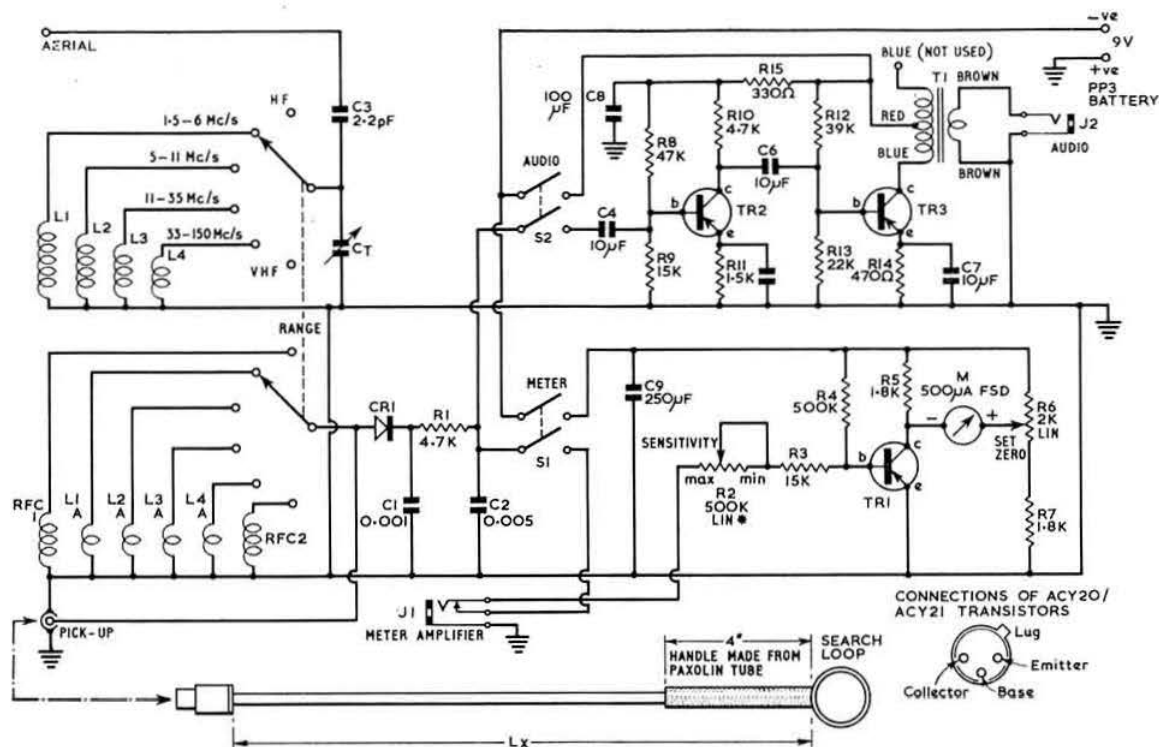 AERIAL
HF
C3
2·2pF
1·5–6 Mc/s
5–11 Mc/s
11–35 Mc/s
33–150 Mc/s
L1
L2
L3
L4
VHF
CT
RANGE
-ve
9V
+ve
PP3
BATTERY
BLUE (NOT USED)
T1
BROWN
RED
BLUE
BROWN
J2
AUDIO
100
µF
C8
R15
330Ω
R10
4·7K
R12
39K
R8
47K
C6
10µF
AUDIO
S2
C4
10µF
b
c
e
TR2
b
c
e
TR3
R9
15K
R11
1·5K
R13
22K
R14
470Ω
C7
10µF
METER
S1
CR1
R1
4·7K
C1
0·001
C2
0·005
C9
250µF
SENSITIVITY
max
min
R2
500K
LIN *
R3
15K
R4
500K
R5
1·8K
M
500µA FSD
-
+
SET
ZERO
R6
2K
LIN
b
c
e
TR1
R7
1·8K
RFC
1
L1
A
L2
A
L3
A
L4
A
RFC2
PICK-UP
J1
METER AMPLIFIER
4"
HANDLE MADE FROM
PAXOLIN TUBE
SEARCH
LOOP
Lx
CONNECTIONS OF ACY20/
ACY21 TRANSISTORS
Lug
Emitter
Collector
Base